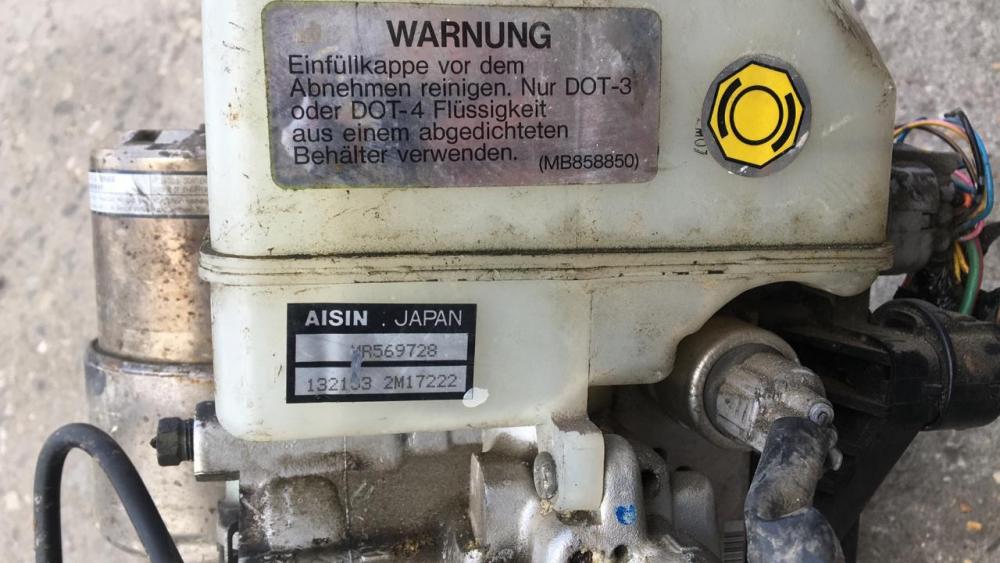 WARNUNG
Einfüllkappe vor dem
Abnehmen reinigen. Nur DOT-3
oder DOT-4 Flüssigkeit
aus einem abgedichteten
Behälter verwenden. (MB858850)
AISIN . JAPAN
MR569728
2M17222